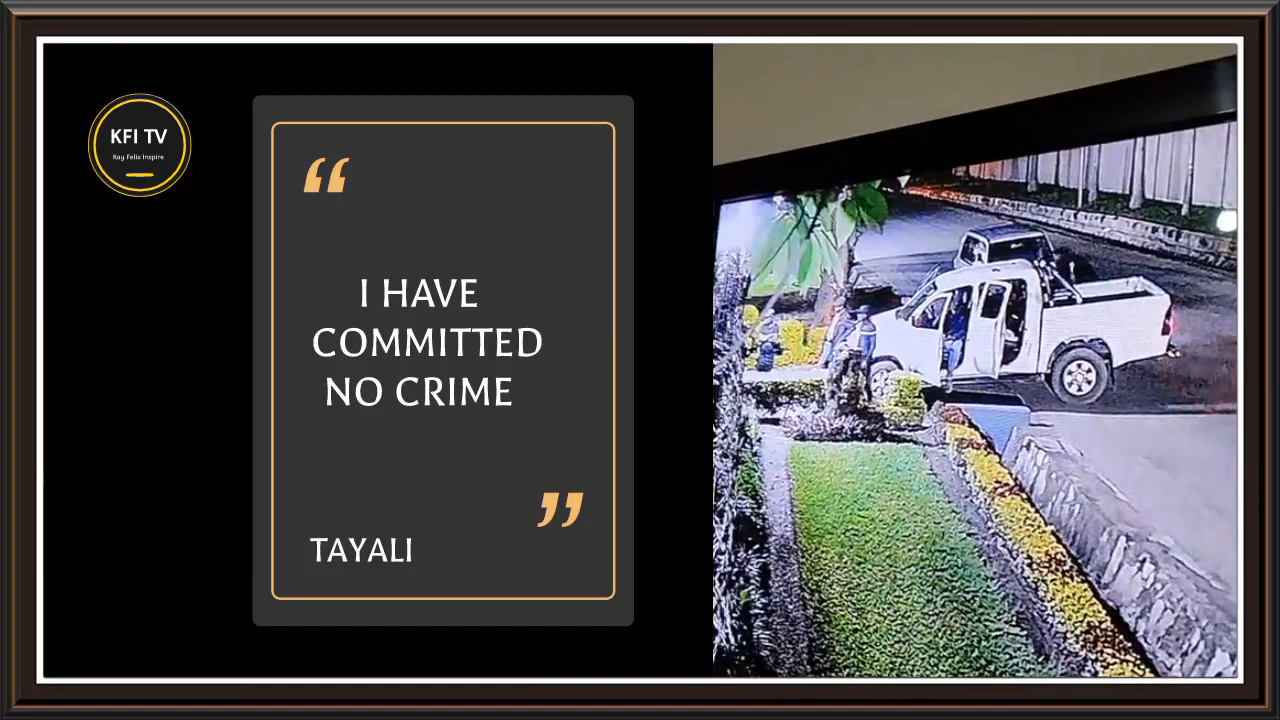 KFI TV
Kay Felix Inspire
“
I HAVE
COMMITTED
NO CRIME
”
TAYALI